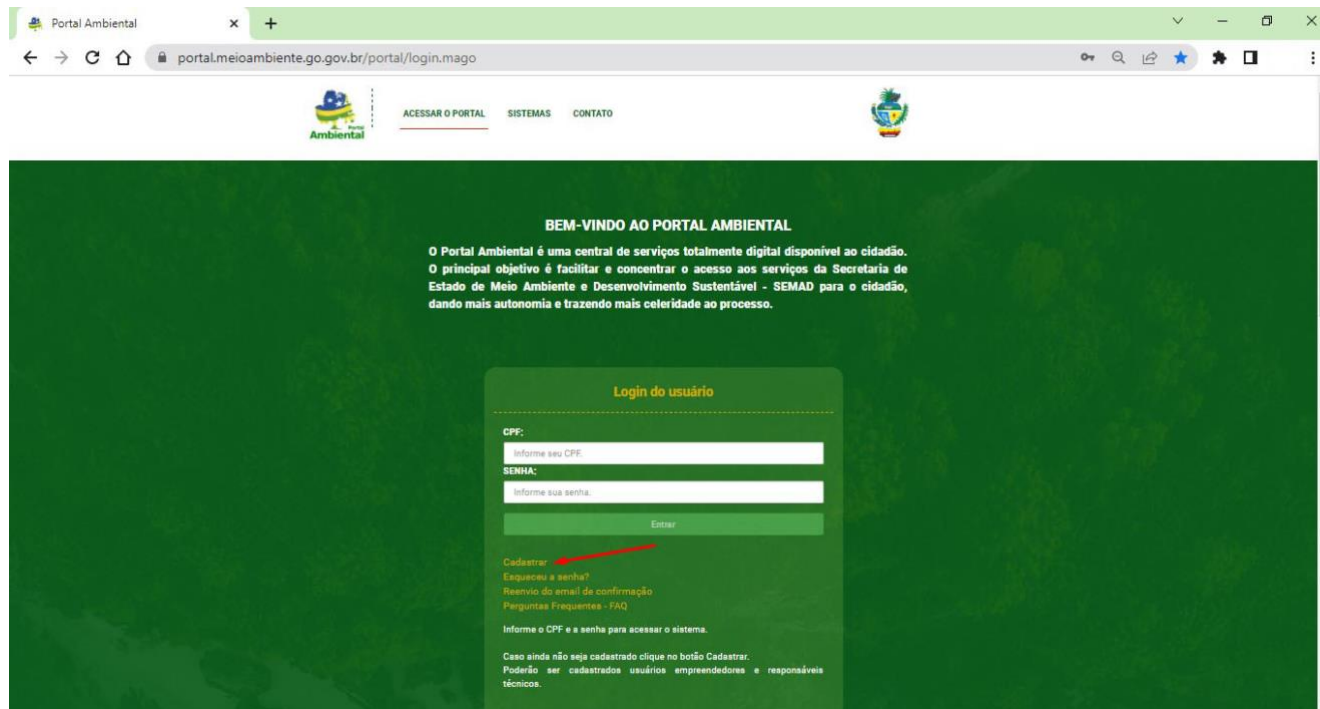 Portal Ambiental
portal.meioambiente.go.gov.br/portal/login.mago
Portal
Ambiental
ACESSAR O PORTAL SISTEMAS CONTATO
BEM-VINDO AO PORTAL AMBIENTAL
O Portal Ambiental é uma central de serviços totalmente digital disponível ao cidadão.
O principal objetivo é facilitar e concentrar o acesso aos serviços da Secretaria de
Estado de Meio Ambiente e Desenvolvimento Sustentável - SEMAD para o cidadão,
dando mais autonomia e trazendo mais celeridade ao processo.
Login do usuário
CPF:
Informe seu CPF.
SENHA:
Informe sua senha.
Entrar
Cadastrar
Esqueceu a senha?
Reenvio do email de confirmação
Perguntas Frequentes - FAQ
Informe o CPF e a senha para acessar o sistema.
Caso ainda não seja cadastrado clique no botão Cadastrar.
Poderão ser cadastrados usuários empreendedores e responsáveis
técnicos.